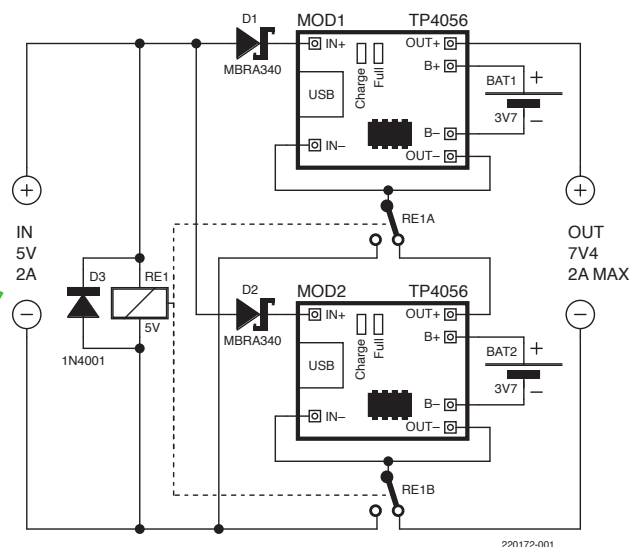 D1
MBRA340
MOD1 TP4056
IN+
OUT+
B+
USB
Charge
Full
BAT1
+
3V7
–
B–
IN–
OUT–
+
IN
5V
2A
–
RE1A
+
OUT
7V4
2A MAX
–
D3
1N4001
RE1
5V
D2
MBRA340
MOD2 TP4056
IN+
OUT+
B+
USB
Charge
Full
BAT2
+
3V7
–
B–
IN–
OUT–
RE1B
220172-001